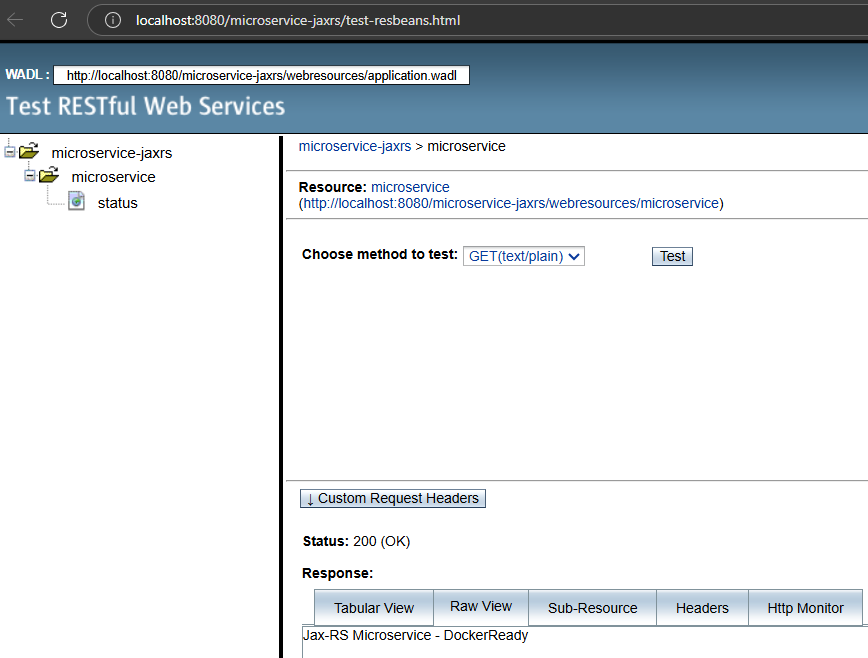 localhost:8080/microservice-jaxrs/test-resbeans.html
WADL : http://localhost:8080/microservice-jaxrs/webresources/application.wadl
Test RESTful Web Services
microservice-jaxrs
microservice
status
microservice-jaxrs > microservice
Resource: microservice
(http://localhost:8080/microservice-jaxrs/webresources/microservice)
Choose method to test: GET(text/plain) Test
↓ Custom Request Headers
Status: 200 (OK)
Response:
Tabular View Raw View Sub-Resource Headers Http Monitor
Jax-RS Microservice - DockerReady